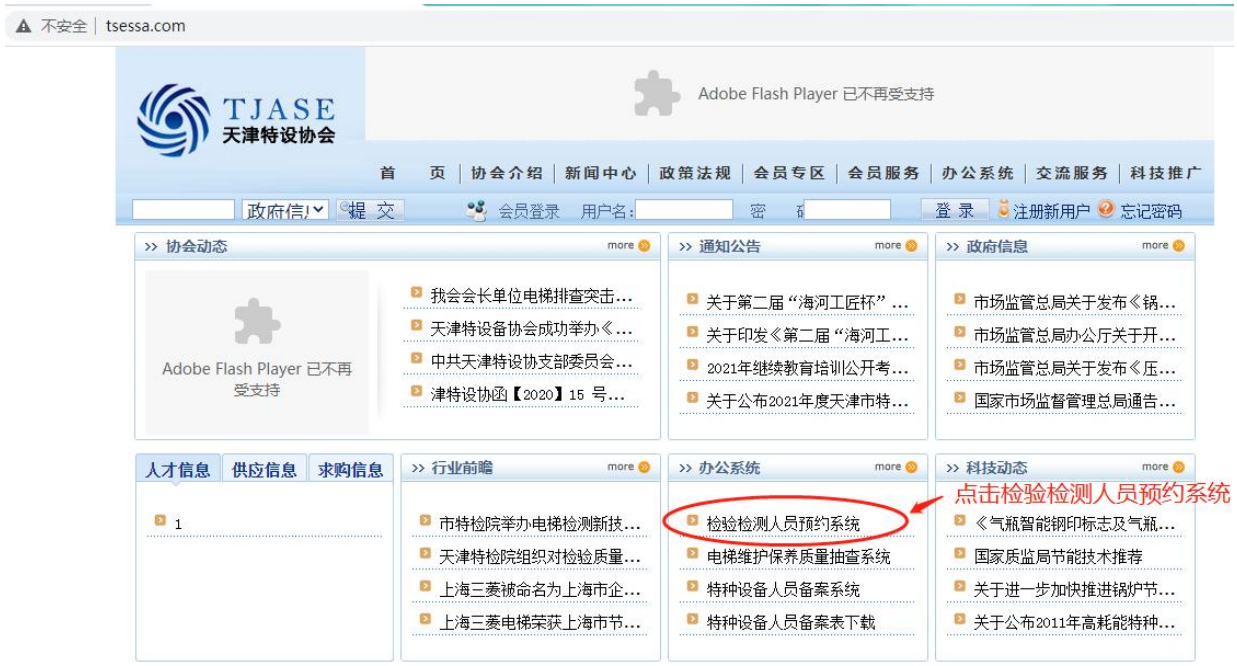 不安全 | tsessa.com
Adobe Flash Player 已不再受支持
TJASE
天津特设协会
首 页 | 协会介绍 | 新闻中心 | 政策法规 | 会员专区 | 会员服务 | 办公系统 | 交流服务 | 科技推广
政府信 提 交 会员登录 用户名: 密 登 录 注册新用户 忘记密码
>> 协会动态 more
>> 通知公告 more
>> 政府信息 more
Adobe Flash Player 已不再
受支持
我会会长单位电梯排查突击...
天津特设备协会成功举办《...
中共天津特设协支部委员会...
津特设协函【2020】15 号...
关于第二届“海河工匠杯”...
关于印发《第二届“海河工...
2021年继续教育培训公开考...
关于公布2021年度天津市特...
市场监管总局关于发布《锅...
市场监管总局办公厅关于开...
市场监管总局关于发布《压...
国家市场监督管理总局通告...
人才信息 供应信息 求购信息
>> 行业前瞻 more
>> 办公系统 more
>> 科技动态 more
点击检验检测人员预约系统
1
市特检院举办电梯检测新技...
天津特检院组织对检验质量...
上海三菱被命名为上海市企...
上海三菱电梯荣获上海市节...
检验检测人员预约系统
电梯维护保养质量抽查系统
特种设备人员备案系统
特种设备人员备案表下载
《气瓶智能钢印标志及气瓶...
国家质监局节能技术推荐
关于进一步加快推进锅炉节...
关于公布2011年高耗能特种...